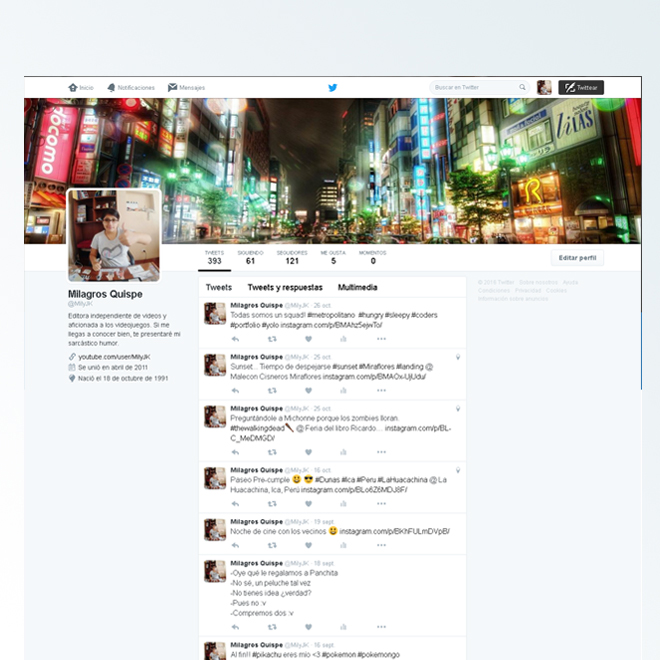 Inicio Notificaciones Mensajes Buscar en Twitter Twittear
docomo
LiLAS
R
TWEETS SIGUIENDO SEGUIDORES ME GUSTA MOMENTOS
393 61 121 5 0
Editar perfil
Milagros Quispe
@MilyJK
Editora independiente de videos y
aficionada a los videojuegos. Si me
llegas a conocer bien, te presentaré mi
sarcástico humor.
youtube.com/user/MilyJK
Se unió en abril de 2011
Nació el 18 de octubre de 1991
Tweets Tweets y respuestas Multimedia
Milagros Quispe @MilyJK · 26 oct
Todas somos un squad! #metropolitano #hungry #sleepy #coders
#portfolio #yolo instagram.com/p/BMAhz5ejwTo/
Milagros Quispe @MilyJK · 25 oct
Sunset... Tiempo de despejarse #sunset #Miraflores #landing @
Malecon Cisneros Miraflores instagram.com/p/BMAOx-UjUdu/
Milagros Quispe @MilyJK · 25 oct
Preguntándole a Michonne porque los zombies lloran.
#thewalkingdead🔪 @ Feria del libro Ricardo… instagram.com/p/BL-
C_MeDMGD/
Milagros Quispe @MilyJK · 16 oct
Paseo Pre-cumple 😃 😎 #Dunas #Ica #Peru #LaHuacachina @ La
Huacachina, Ica, Perú instagram.com/p/BLo6Z6MDJ8F/
Milagros Quispe @MilyJK · 19 sept.
Noche de cine con los vecinos 😃 instagram.com/p/BKhFULmDVpB/
Milagros Quispe @MilyJK · 18 sept.
-Oye qué le regalamos a Panchita
-No sé, un peluche tal vez
-No tienes idea ¿verdad?
-Pues no :v
-Compremos dos :v
Milagros Quispe @MilyJK · 16 sept.
Al fin!! #pikachu eres mio <3 #pokemon #pokemongo
© 2016 Twitter Sobre nosotros Ayuda
Condiciones Privacidad Cookies
Información sobre anuncios